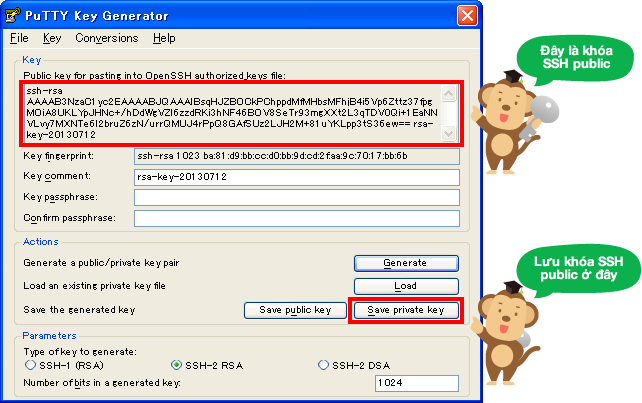 PuTTY Key Generator
File Key Conversions Help
Key
Public key for pasting into OpenSSH authorized_keys file:
ssh-rsa
AAAAB3NzaC1yc2EAAAABJQAAAIBsqHJZBOCkPChppdMfMHbsMFhjB4i5Vp6Zttz37fpg
MOiA8UKLYpJHNc+/hDdWgVZI6zzdRKi3hNF46BOV8SeTr93mgXXt2L3qTDV0Qi+1EaNN
VLvy7MXNTe6I2bruZ6zN/urrQMUJ4rPpQ8GAfSUz2LJH2M+81uYKLpp3tS36ew== rsa-
key-20130712
Key fingerprint: ssh-rsa 1023 ba:81:d9:bb:cc:d0:bb:9d:cd:2f:aa:9c:70:17:bb:6b
Key comment: rsa-key-20130712
Key passphrase:
Confirm passphrase:
Actions
Generate a public/private key pair Generate
Load an existing private key file Load
Save the generated key Save public key Save private key
Parameters
Type of key to generate:
SSH-1 (RSA) SSH-2 RSA SSH-2 DSA
Number of bits in a generated key: 1024
Đây là khóa
SSH public
Lưu khóa SSH
public ở đây